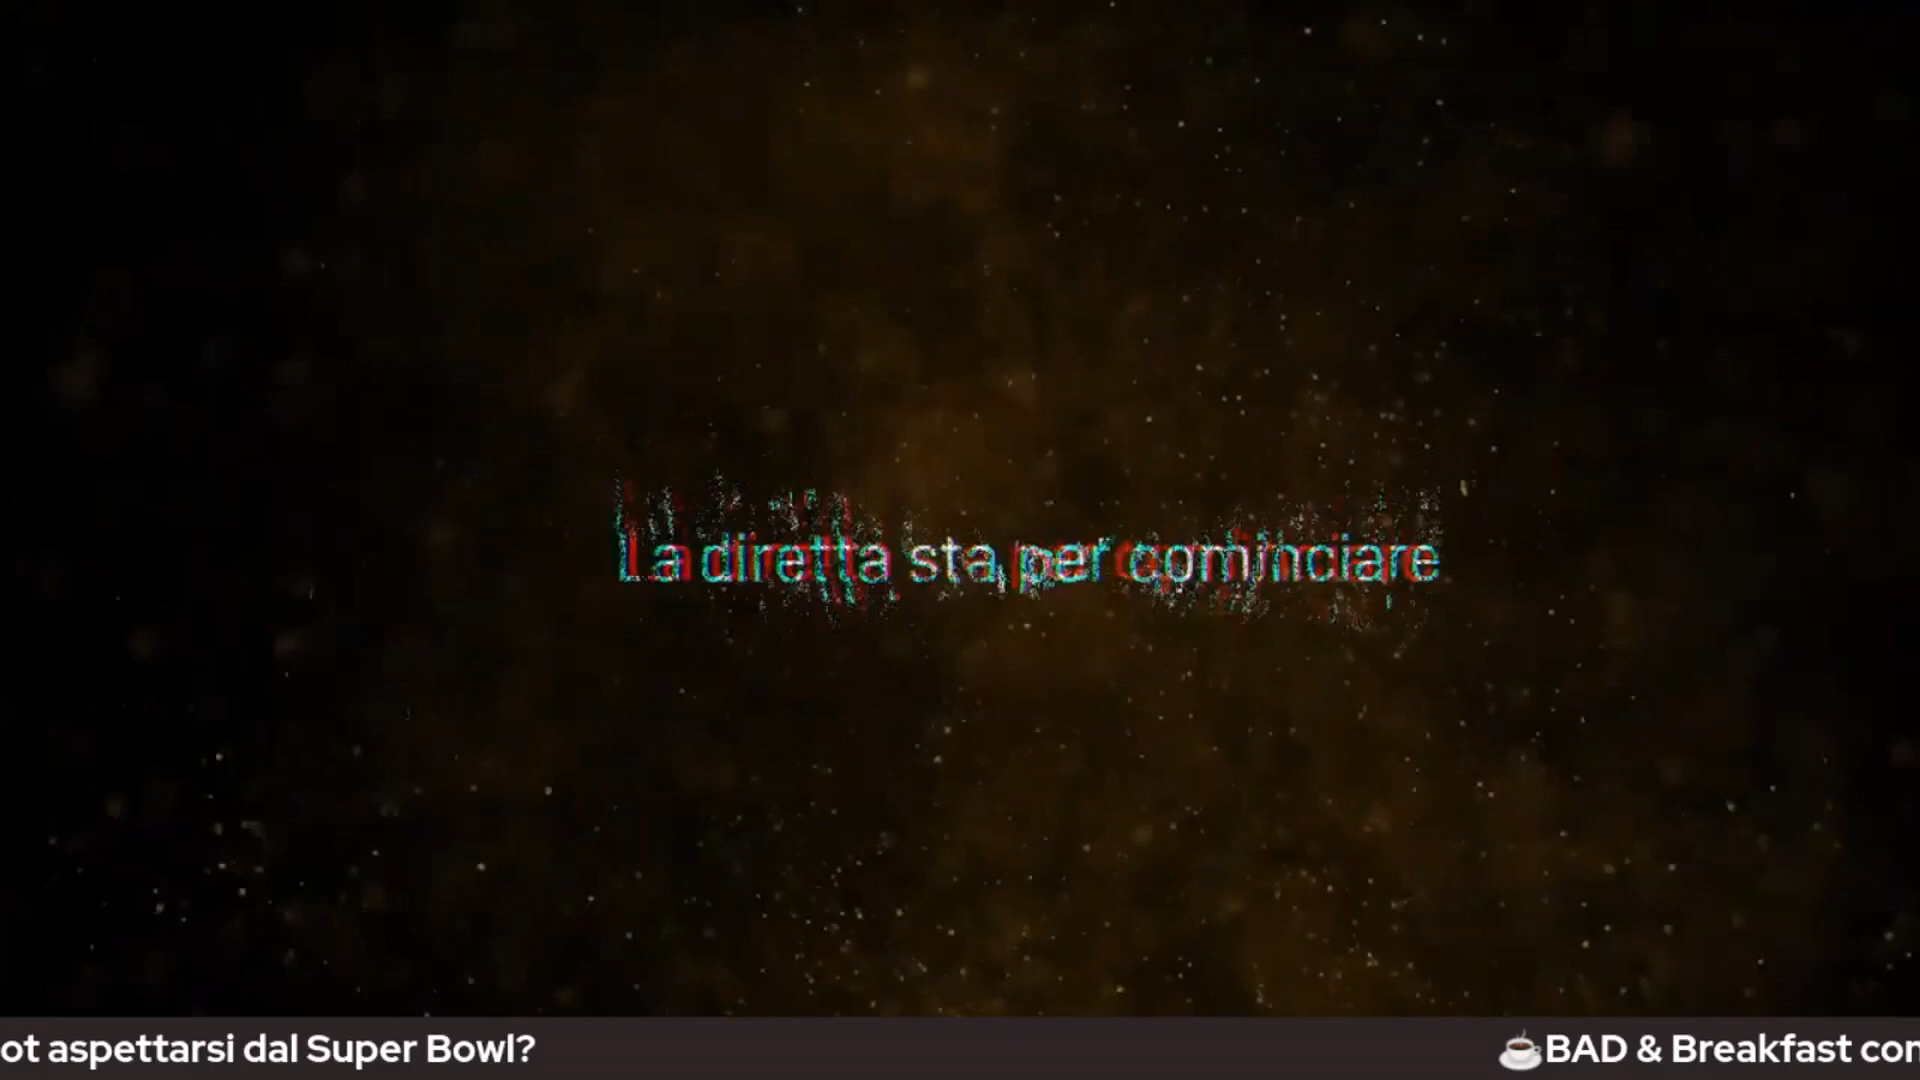 La diretta sta per cominciare
ot aspettarsi dal Super Bowl?
☕BAD & Breakfast con